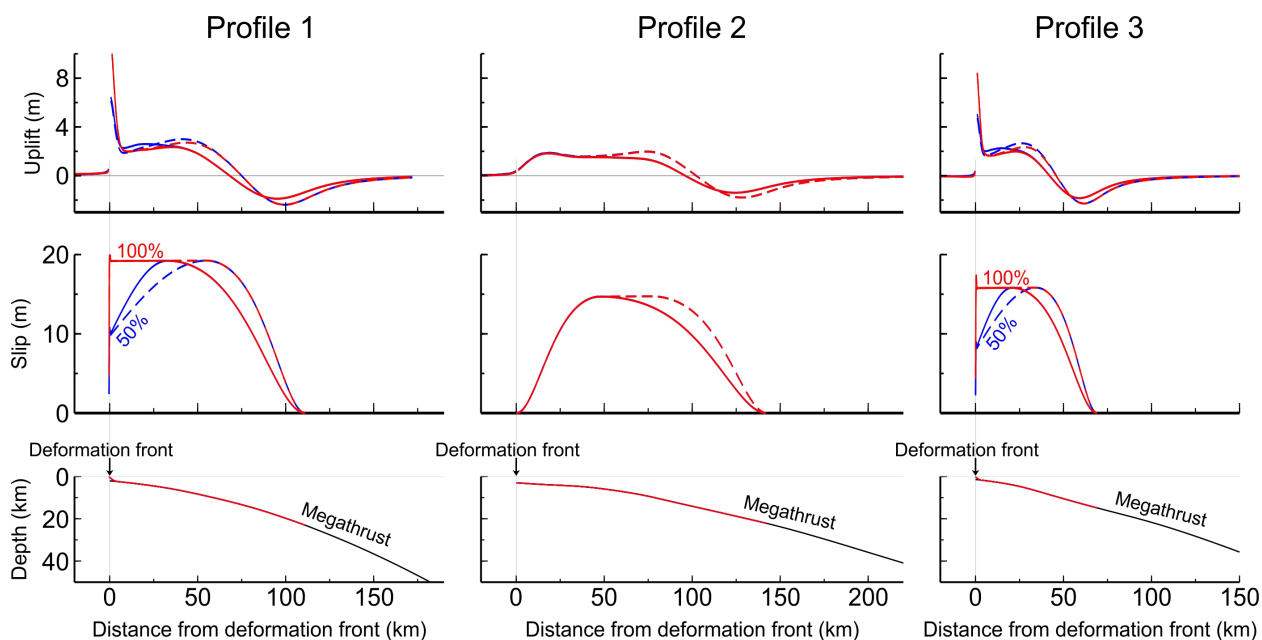 Profile 1
Profile 2
Profile 3
Uplift (m)
8
4
0
Slip (m)
20
10
0
100%
50%
100%
50%
Deformation front
Deformation front
Deformation front
Depth (km)
0
20
40
Megathrust
Megathrust
Megathrust
0 50 100 150
0 50 100 150 200
0 50 100 150
Distance from deformation front (km)
Distance from deformation front (km)
Distance from deformation front (km)